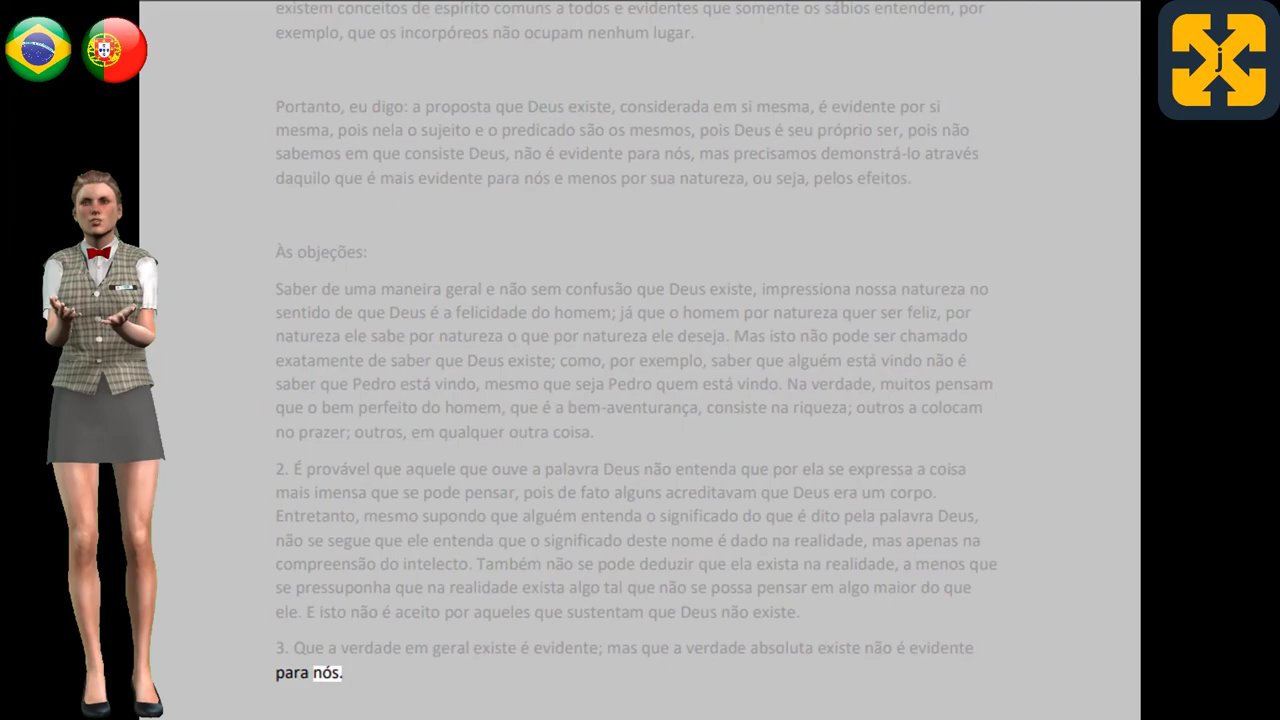 existem conceitos de espírito comuns a todos e evidentes que somente os sábios entendem, por
exemplo, que os incorpóreos não ocupam nenhum lugar.
Portanto, eu digo: a proposta que Deus existe, considerada em si mesma, é evidente por si
mesma, pois nela o sujeito e o predicado são os mesmos, pois Deus é seu próprio ser, pois não
sabemos em que consiste Deus, não é evidente para nós, mas precisamos demonstrá-lo através
daquilo que é mais evidente para nós e menos por sua natureza, ou seja, pelos efeitos.
Às objeções:
Saber de uma maneira geral e não sem confusão que Deus existe, impressiona nossa natureza no
sentido de que Deus é a felicidade do homem; já que o homem por natureza quer ser feliz, por
natureza ele sabe por natureza o que por natureza ele deseja. Mas isto não pode ser chamado
exatamente de saber que Deus existe; como, por exemplo, saber que alguém está vindo não é
saber que Pedro está vindo, mesmo que seja Pedro quem está vindo. Na verdade, muitos pensam
que o bem perfeito do homem, que é a bem-aventurança, consiste na riqueza; outros a colocam
no prazer; outros, em qualquer outra coisa.
2. É provável que aquele que ouve a palavra Deus não entenda que por ela se expressa a coisa
mais imensa que se pode pensar, pois de fato alguns acreditavam que Deus era um corpo.
Entretanto, mesmo supondo que alguém entenda o significado do que é dito pela palavra Deus,
não se segue que ele entenda que o significado deste nome é dado na realidade, mas apenas na
compreensão do intelecto. Também não se pode deduzir que ela exista na realidade, a menos que
se pressuponha que na realidade exista algo tal que não se possa pensar em algo maior do que
ele. E isto não é aceito por aqueles que sustentam que Deus não existe.
3. Que a verdade em geral existe é evidente; mas que a verdade absoluta existe não é evidente
para nós.
j